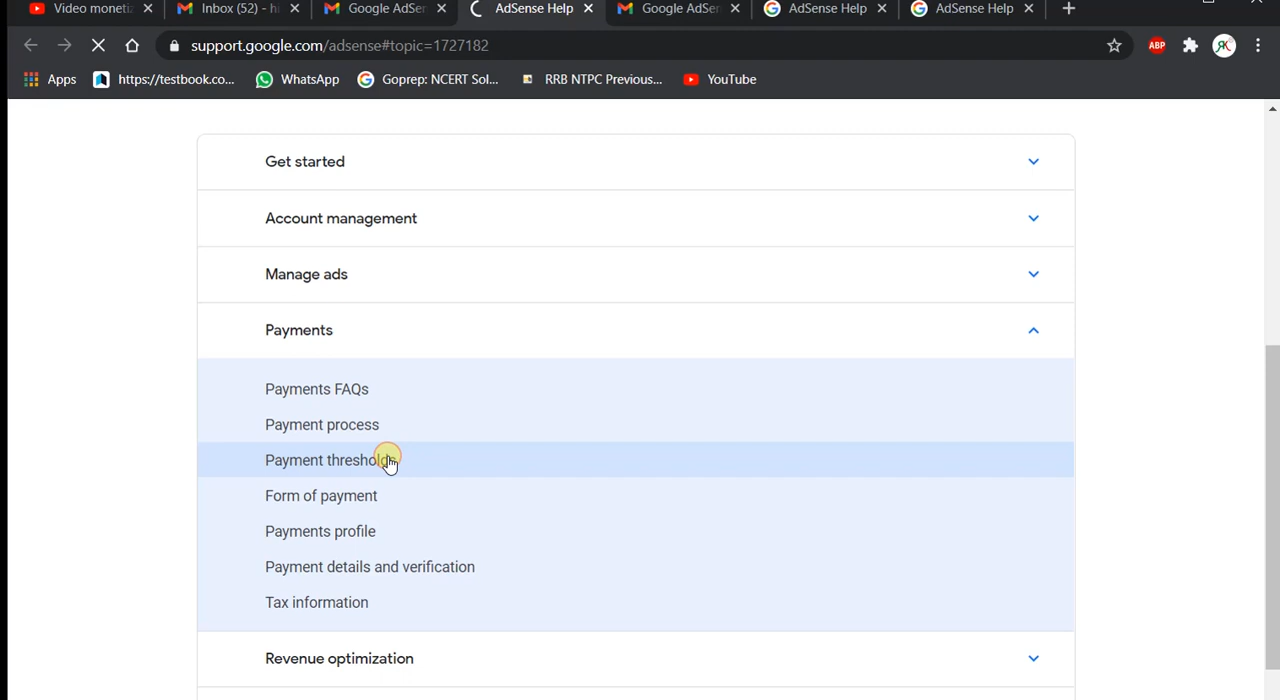 Video moneti
Inbox (52) - hi
Google AdSen
AdSense Help
Google AdSen
AdSense Help
AdSense Help
support.google.com/adsense#topic=1727182
ABP
Apps
https://testbook.co...
WhatsApp
Goprep: NCERT Sol...
RRB NTPC Previous...
YouTube
Get started
Account management
Manage ads
Payments
Payments FAQs
Payment process
Payment thresholds
Form of payment
Payments profile
Payment details and verification
Tax information
Revenue optimization